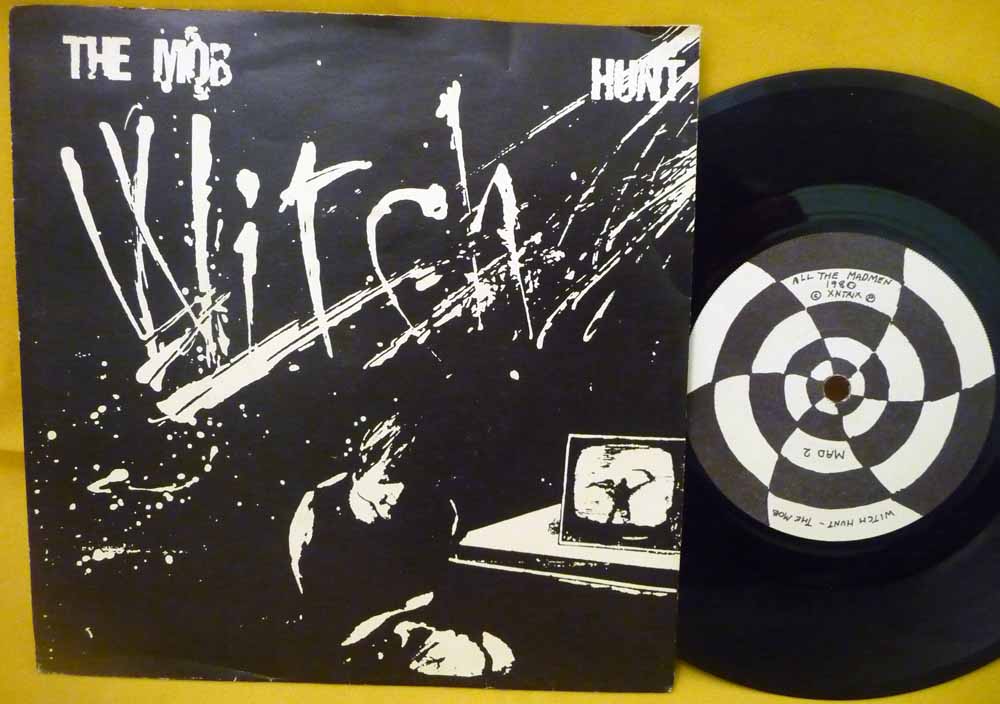 THE MOB
HUNT
Witch
ALL THE MADMEN
1980
© XNTRIX ℗
MAD 2
WITCH HUNT - THE MOB